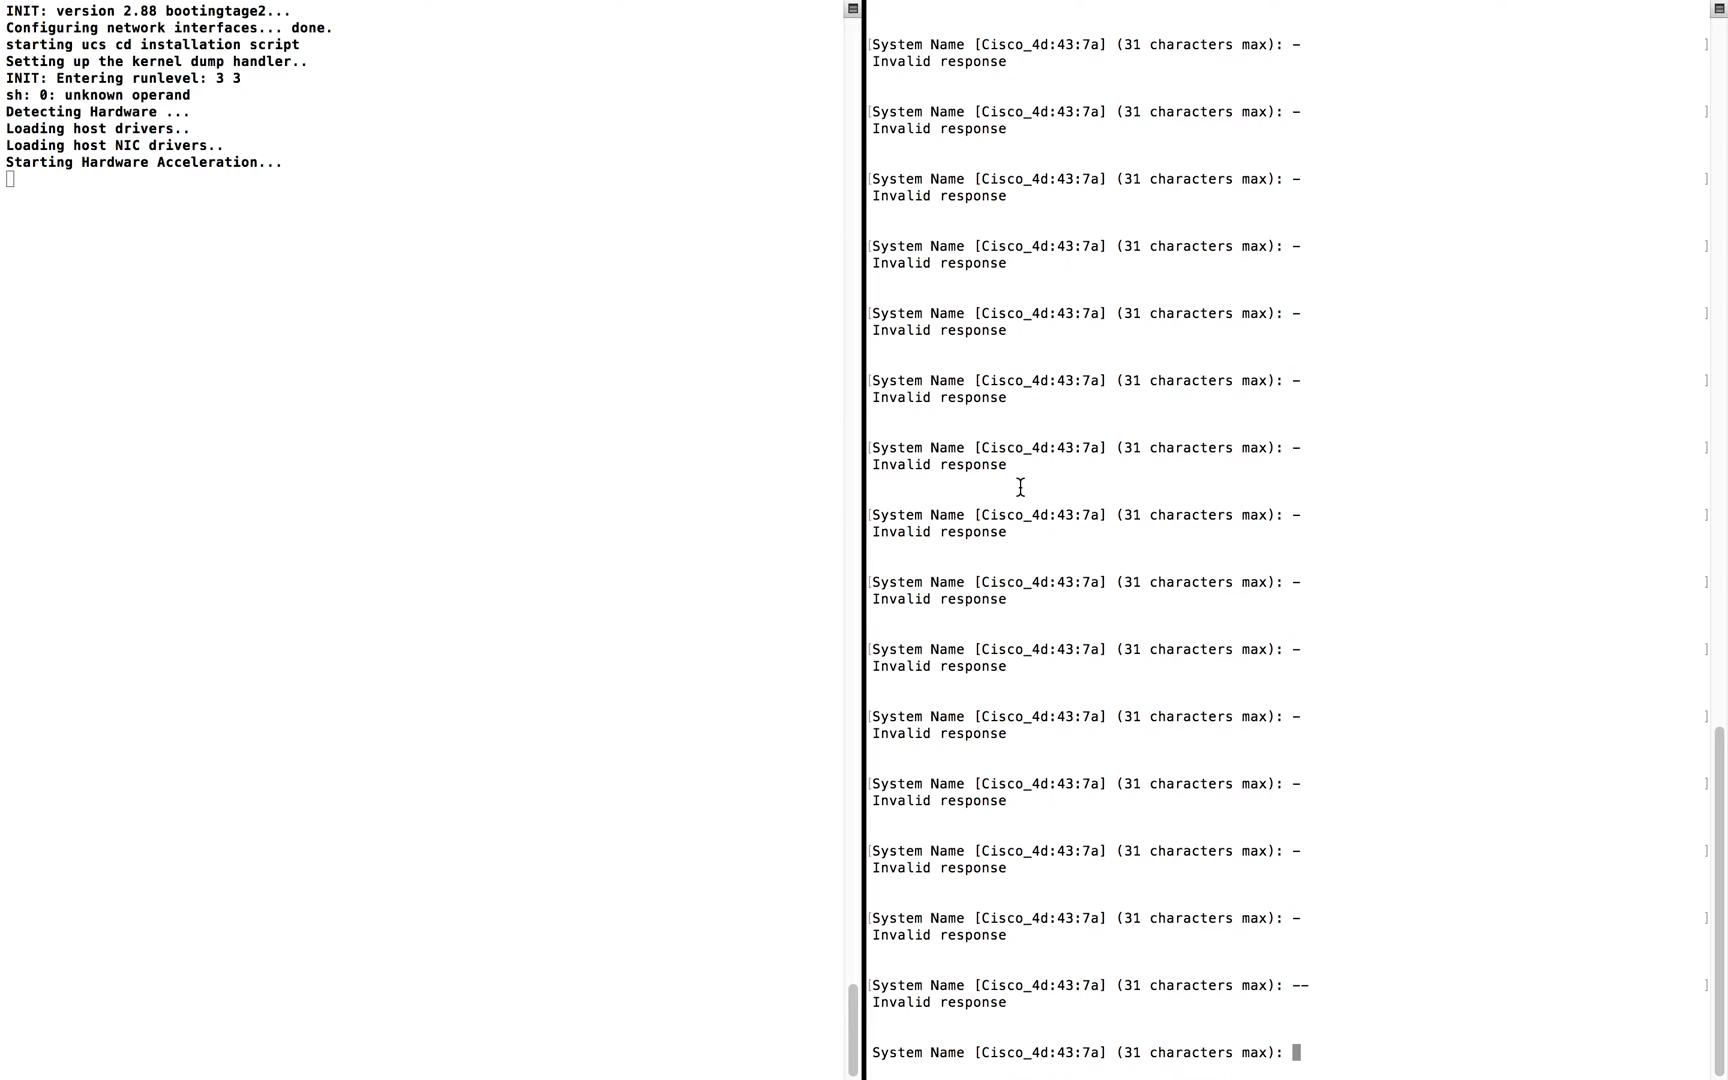 INIT: version 2.88 bootingtage2...
Configuring network interfaces... done.
starting ucs cd installation script
Setting up the kernel dump handler..
INIT: Entering runlevel: 3 3
sh: 0: unknown operand
Detecting Hardware ...
Loading host drivers..
Loading host NIC drivers..
Starting Hardware Acceleration...
[System Name [Cisco_4d:43:7a] (31 characters max): - ]
Invalid response
[System Name [Cisco_4d:43:7a] (31 characters max): - ]
Invalid response
[System Name [Cisco_4d:43:7a] (31 characters max): - ]
Invalid response
[System Name [Cisco_4d:43:7a] (31 characters max): - ]
Invalid response
[System Name [Cisco_4d:43:7a] (31 characters max): - ]
Invalid response
[System Name [Cisco_4d:43:7a] (31 characters max): - ]
Invalid response
[System Name [Cisco_4d:43:7a] (31 characters max): - ]
Invalid response
[System Name [Cisco_4d:43:7a] (31 characters max): - ]
Invalid response
[System Name [Cisco_4d:43:7a] (31 characters max): - ]
Invalid response
[System Name [Cisco_4d:43:7a] (31 characters max): - ]
Invalid response
[System Name [Cisco_4d:43:7a] (31 characters max): - ]
Invalid response
[System Name [Cisco_4d:43:7a] (31 characters max): - ]
Invalid response
[System Name [Cisco_4d:43:7a] (31 characters max): - ]
Invalid response
[System Name [Cisco_4d:43:7a] (31 characters max): - ]
Invalid response
[System Name [Cisco_4d:43:7a] (31 characters max): -- ]
Invalid response
System Name [Cisco_4d:43:7a] (31 characters max):